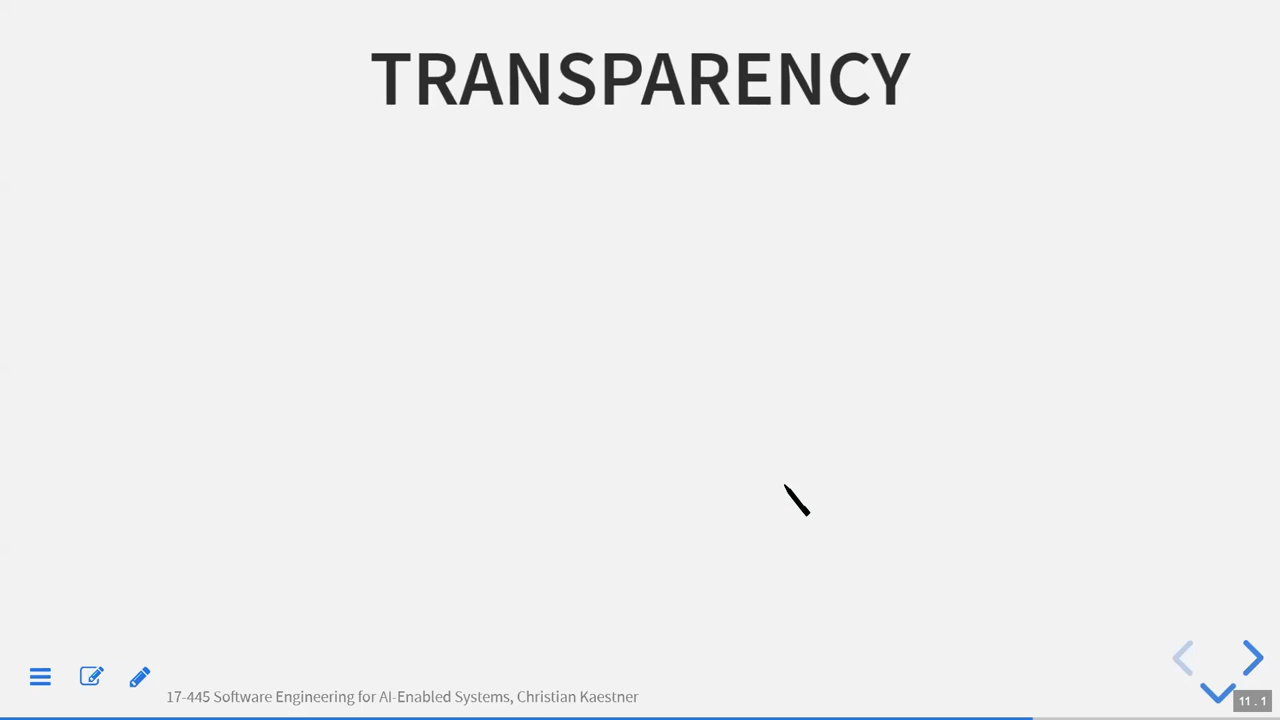 TRANSPARENCY
17-445 Software Engineering for AI-Enabled Systems, Christian Kaestner
11 . 1